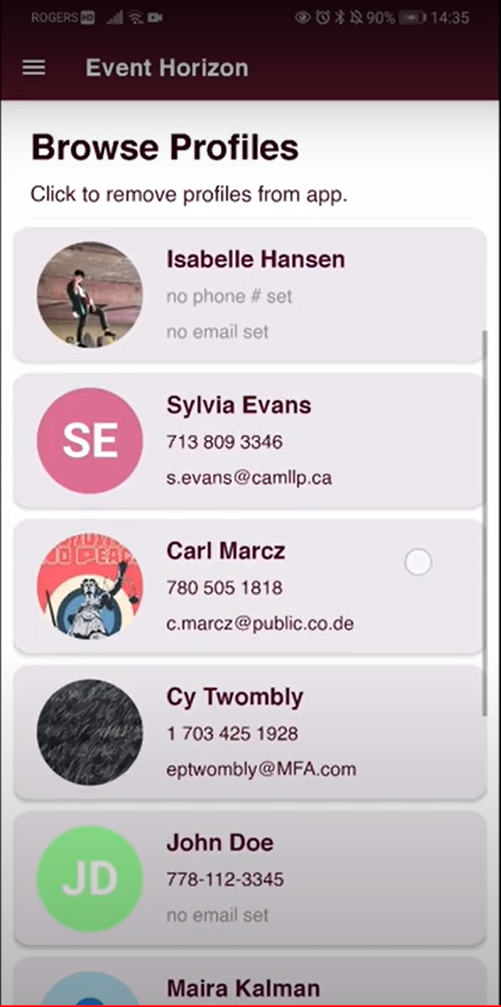 ROGERS HD 90% 14:35
Event Horizon
Browse Profiles
Click to remove profiles from app.
Isabelle Hansen
no phone # set
no email set
SE
Sylvia Evans
713 809 3346
s.evans@camllp.ca
NO PEAC
Carl Marcz
780 505 1818
c.marcz@public.co.de
Cy Twombly
1 703 425 1928
eptwombly@MFA.com
JD
John Doe
778-112-3345
no email set
Maira Kalman